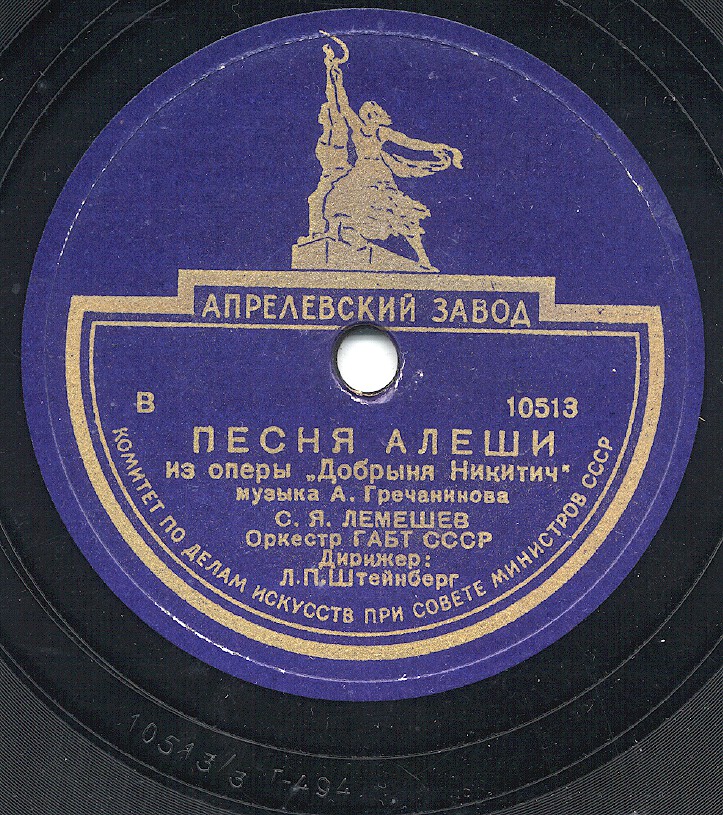 АПРЕЛЕВСКИЙ ЗАВОД
В 10513
ПЕСНЯ АЛЕШИ
из оперы „Добрыня Никитич"
музыка А. Гречанинова
С. Я. ЛЕМЕШЕВ
Оркестр ГАБТ СССР
Дирижер:
Л.П.Штейнберг
КОМИТЕТ ПО ДЕЛАМ ИСКУССТВ ПРИ СОВЕТЕ МИНИСТРОВ СССР
10513/3 г-494